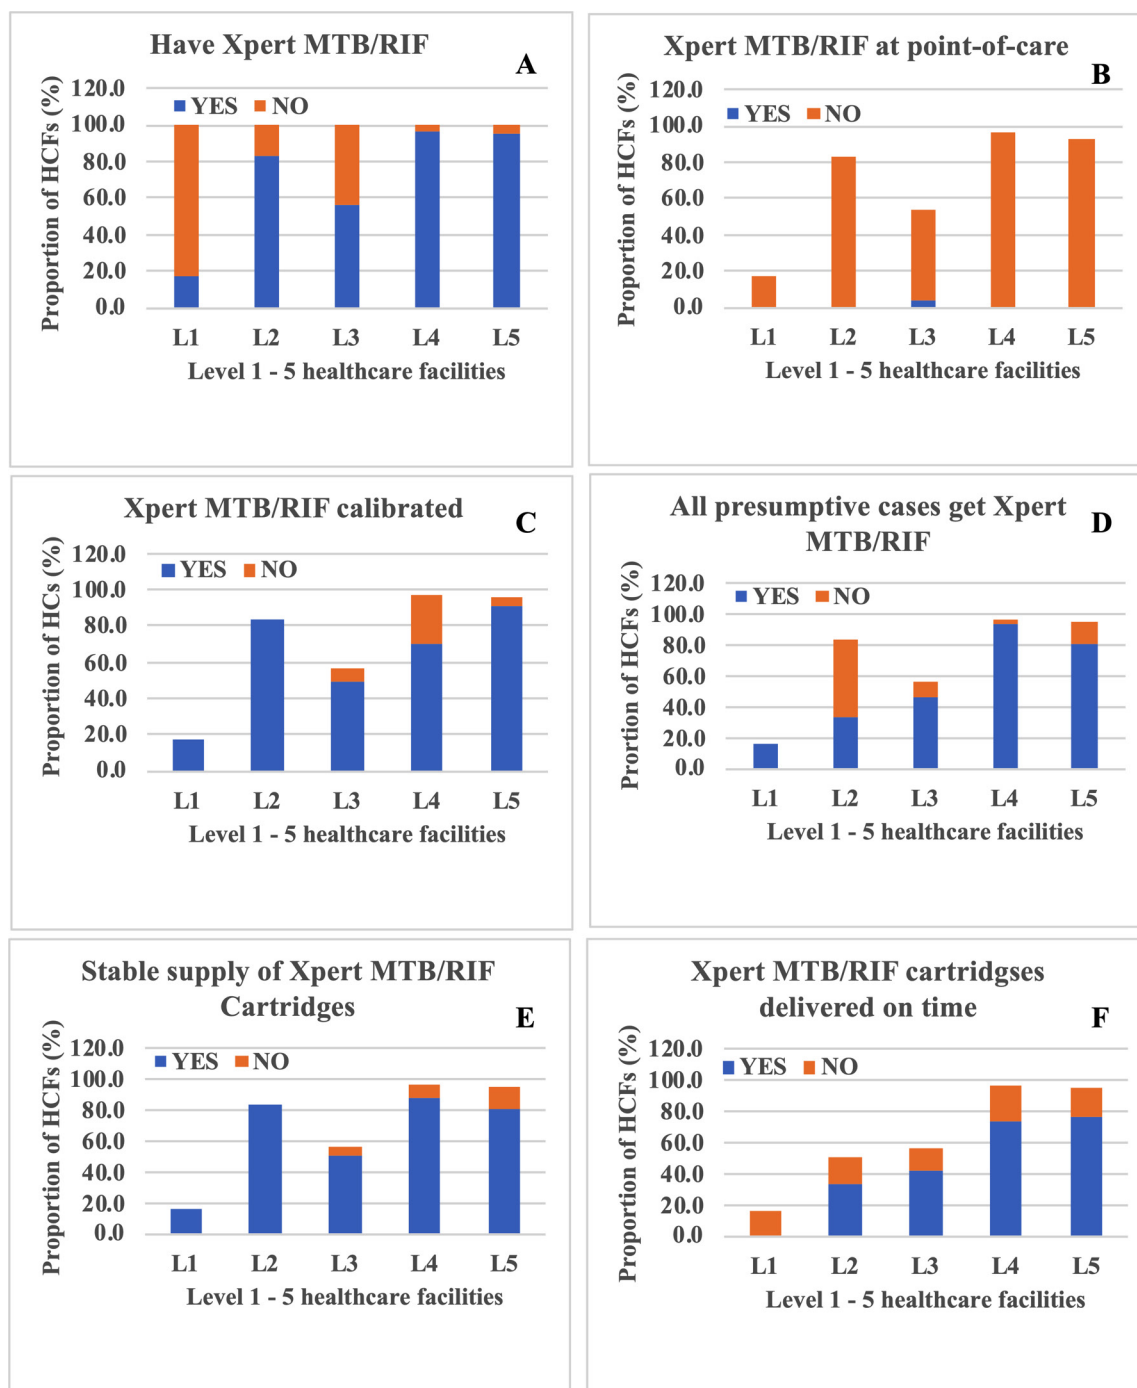 Have Xpert MTB/RIF
A
Proportion of HCFs (%)
120.0
100.0
80.0
60.0
40.0
20.0
0.0
YES NO
L1 L2 L3 L4 L5
Level 1 - 5 healthcare facilities
Xpert MTB/RIF at point-of-care
B
Proportion of HCFs (%)
120.0
100.0
80.0
60.0
40.0
20.0
0.0
YES NO
L1 L2 L3 L4 L5
Level 1 - 5 healthcare facilities
Xpert MTB/RIF calibrated
C
Proportion of HCs (%)
120.0
100.0
80.0
60.0
40.0
20.0
0.0
YES NO
L1 L2 L3 L4 L5
Level 1 - 5 healthcare facilities
All presumptive cases get Xpert
MTB/RIF
D
Prortion of HCFs (%)
120.0
100.0
80.0
60.0
40.0
20.0
0.0
YES NO
L1 L2 L3 L4 L5
Level 1 - 5 healthcare facilities
Stable supply of Xpert MTB/RIF
Cartridges
E
Proportion of HCFs (%)
120.0
100.0
80.0
60.0
40.0
20.0
0.0
YES NO
L1 L2 L3 L4 L5
Level 1 - 5 healthcare facilities
Xpert MTB/RIF cartridgses
delivered on time
F
Proportion of HCFs (%)
120.0
100.0
80.0
60.0
40.0
20.0
0.0
YES NO
L1 L2 L3 L4 L5
Level 1 - 5 healthcare facilities